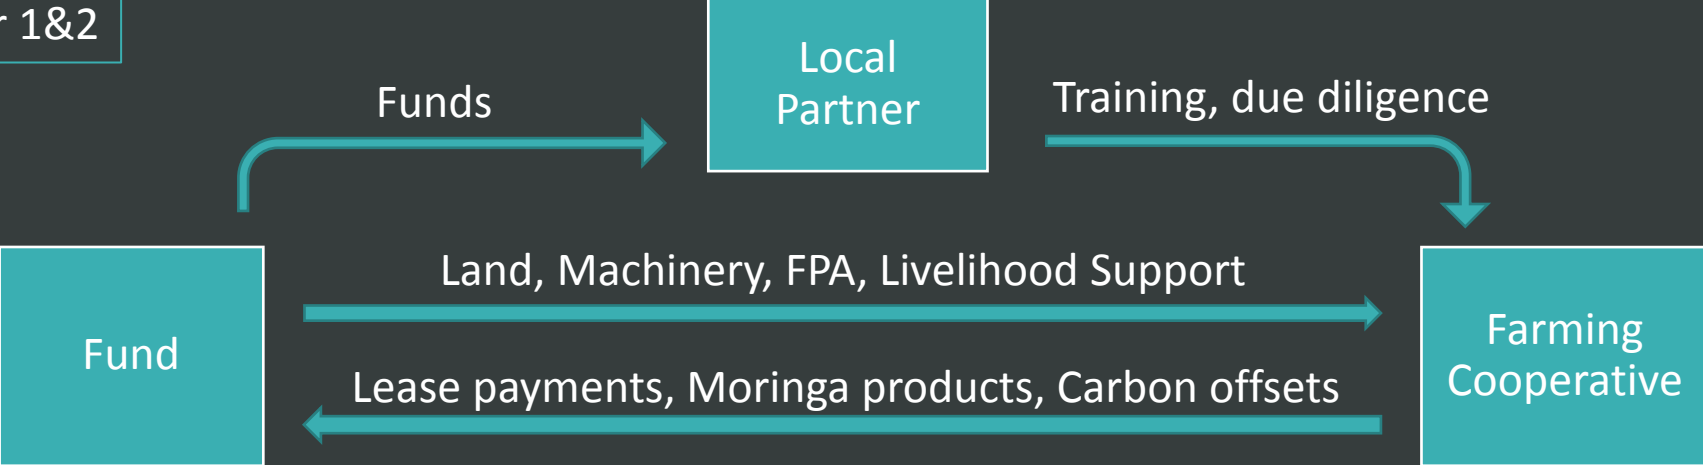 1&2
Local
Partner
Funds
Training, due diligence
Land, Machinery, FPA, Livelihood Support
Fund
Farming
Cooperative
Lease payments, Moringa products, Carbon offsets